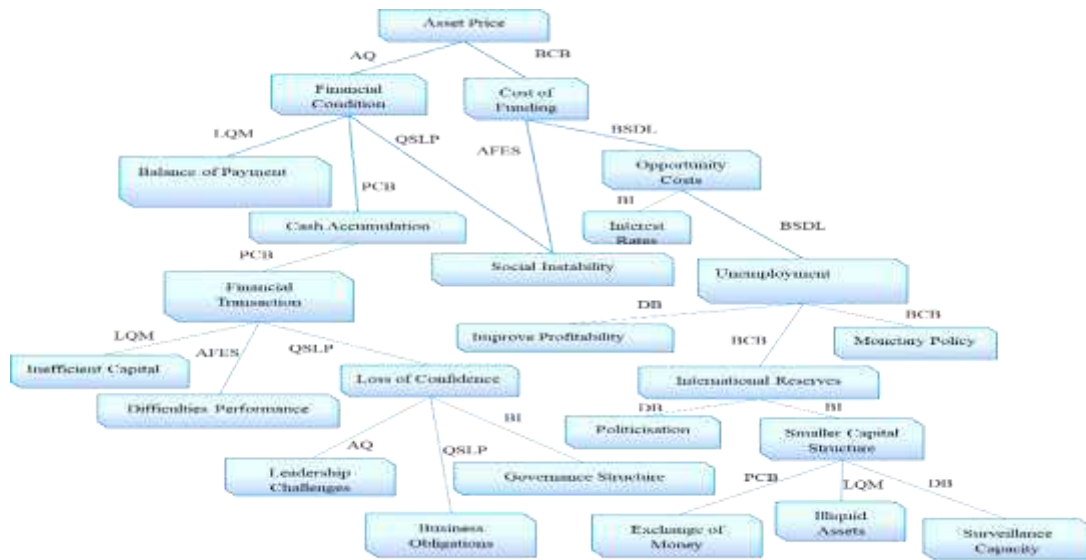 Asset Price
AQ
BCB
Financial
Condition
Cost of
Funding
LQM
QSLP
BSDL
AFES
Balance of Payment
Opportunity
Costs
PCB
BI
Cash Accumulation
Interest
Rates
BSDL
PCB
Social Instability
Unemployment
Financial
Transaction
DB
BCB
LQM
AFES
QSLP
Improve Profitability
BCB
Monetary Policy
Inefficient Capital
Loss of Confidence
International Reserves
Difficulties Performance
DB
BI
BI
Politicisation
Smaller Capital
Structure
AQ
QSLP
Leadership
Challenges
Governance Structure
PCB
LQM
DB
Business
Obligations
Exchange of
Money
Illiquid
Assets
Surveillance
Capacity